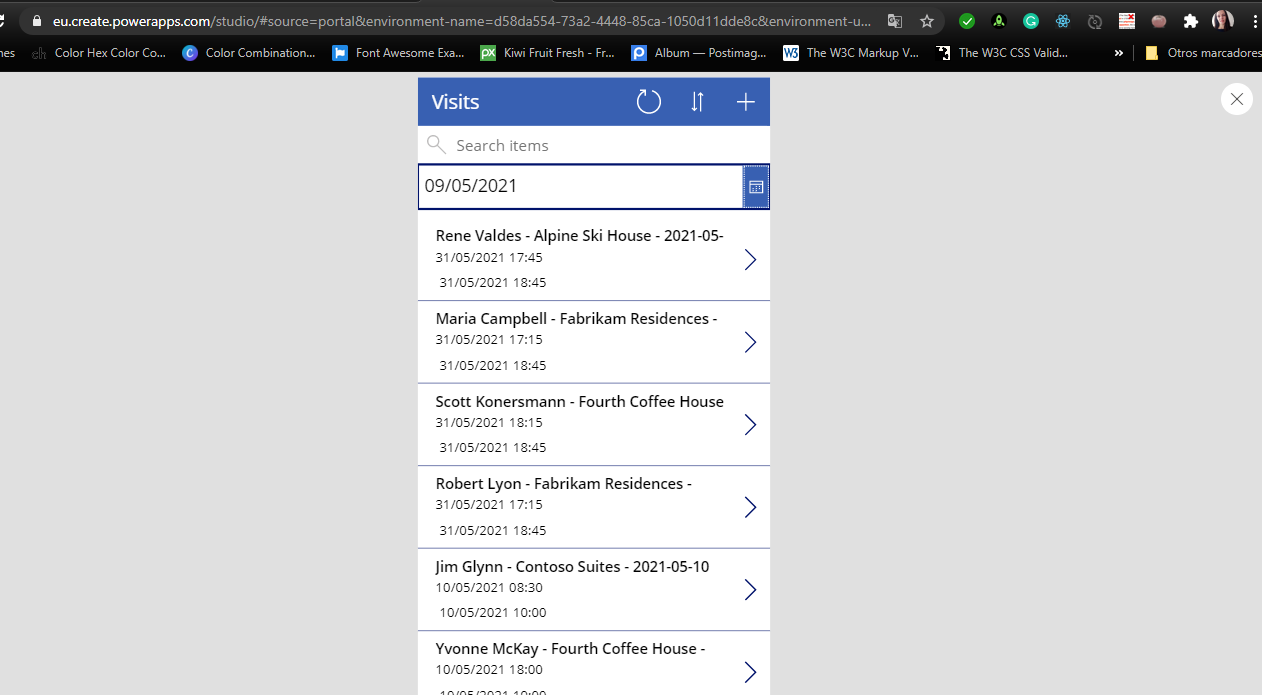 eu.create.powerapps.com/studio/#source=portal&environment-name=d58da554-73a2-4448-85ca-1050d11dde8c&environment-u...
nes Color Hex Color Co... Color Combination... Font Awesome Exa... Kiwi Fruit Fresh - Fr... Album — Postimag... The W3C Markup V... The W3C CSS Valid... » Otros marcadores
Visits
Search items
09/05/2021
Rene Valdes - Alpine Ski House - 2021-05-
31/05/2021 17:45
31/05/2021 18:45
Maria Campbell - Fabrikam Residences -
31/05/2021 17:15
31/05/2021 18:45
Scott Konersmann - Fourth Coffee House
31/05/2021 18:15
31/05/2021 18:45
Robert Lyon - Fabrikam Residences -
31/05/2021 17:15
31/05/2021 18:45
Jim Glynn - Contoso Suites - 2021-05-10
10/05/2021 08:30
10/05/2021 10:00
Yvonne McKay - Fourth Coffee House -
10/05/2021 18:00
10/05/2021 19:00